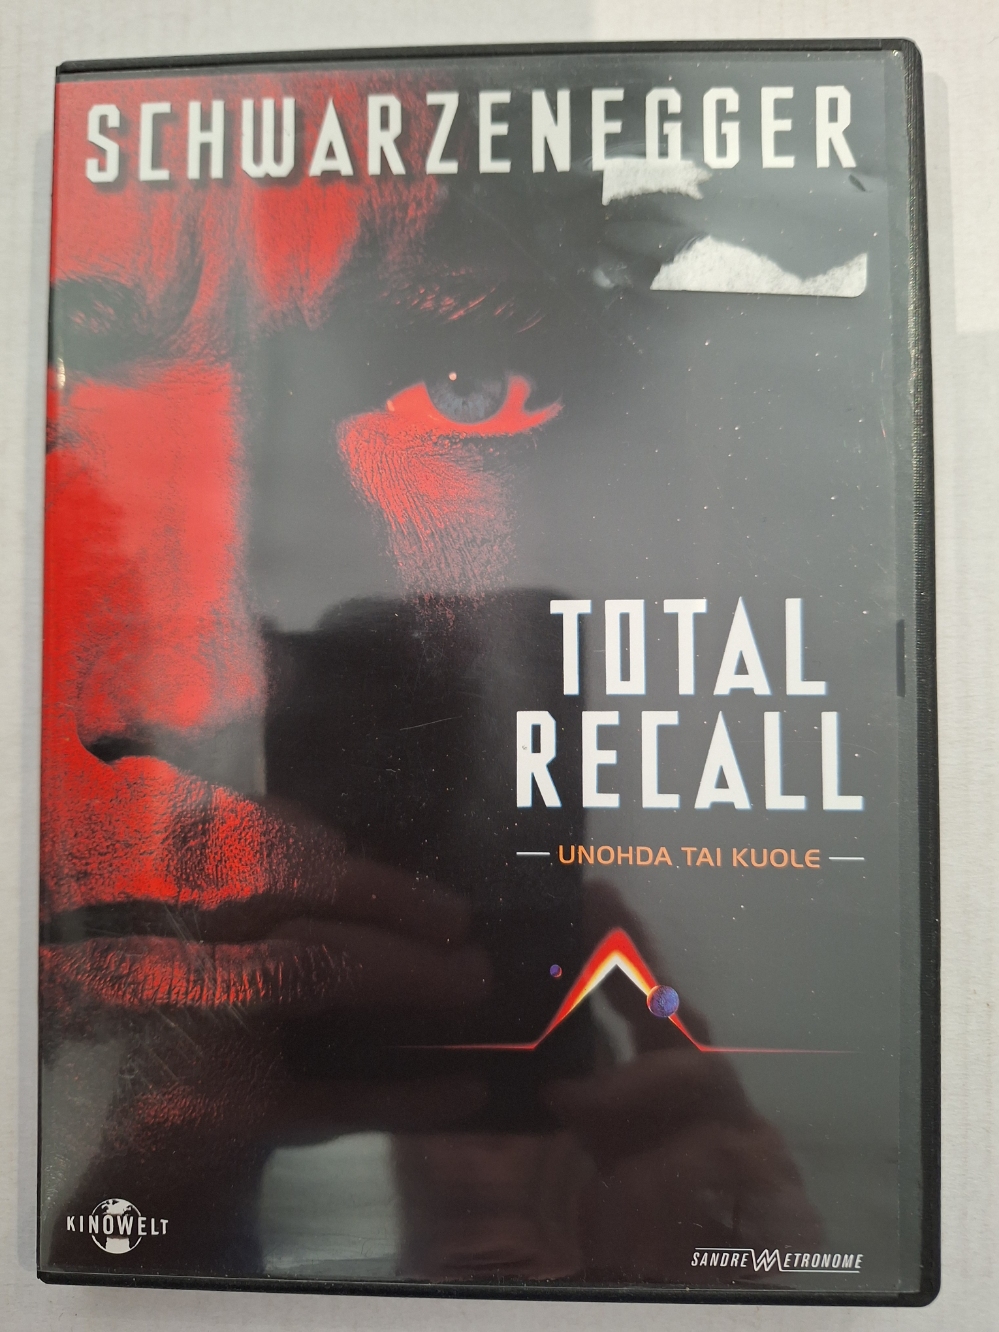 SCHWARZENEGGER
TOTAL
RECALL
UNOHDA TAI KUOLE
KINOWELT
SANDREW METRONOME